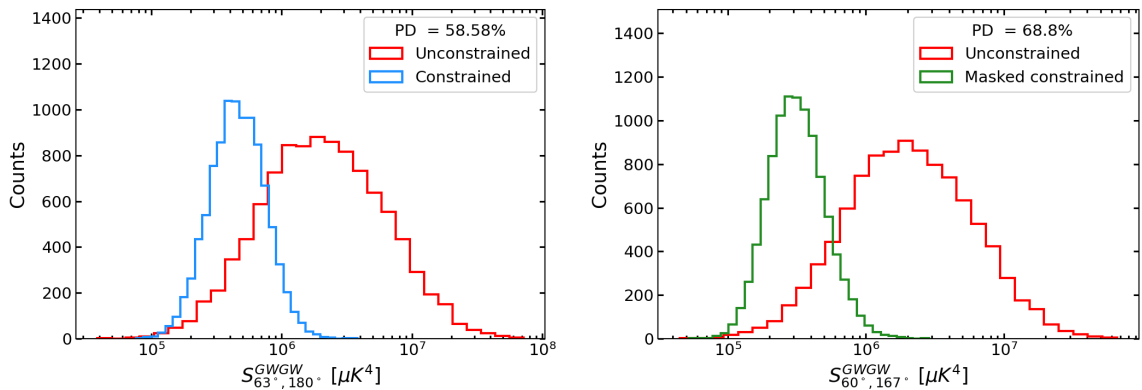 PD = 58.58%
Unconstrained
Constrained
Counts
1400
1200
1000
800
600
400
200
0
10^5 10^6 10^7 10^8
S^{GWGW}_{63°,180°} [μK^4]
PD = 68.8%
Unconstrained
Masked constrained
Counts
1400
1200
1000
800
600
400
200
0
10^5 10^6 10^7
S^{GWGW}_{60°,167°} [μK^4]